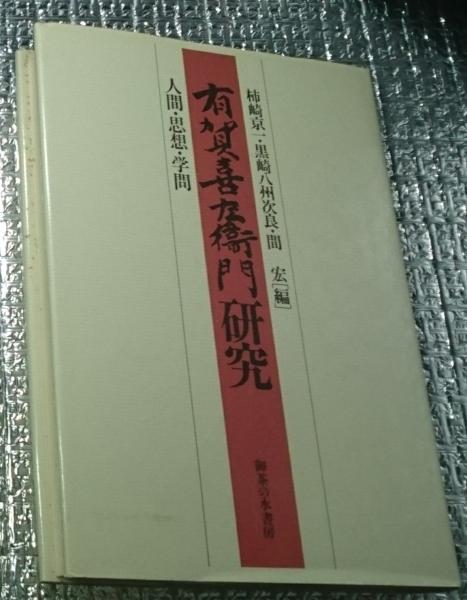 柿崎京一・黒崎八州次良・間 宏[編]
有賀喜左衛門研究
人間・思想・学問
御茶の水書房